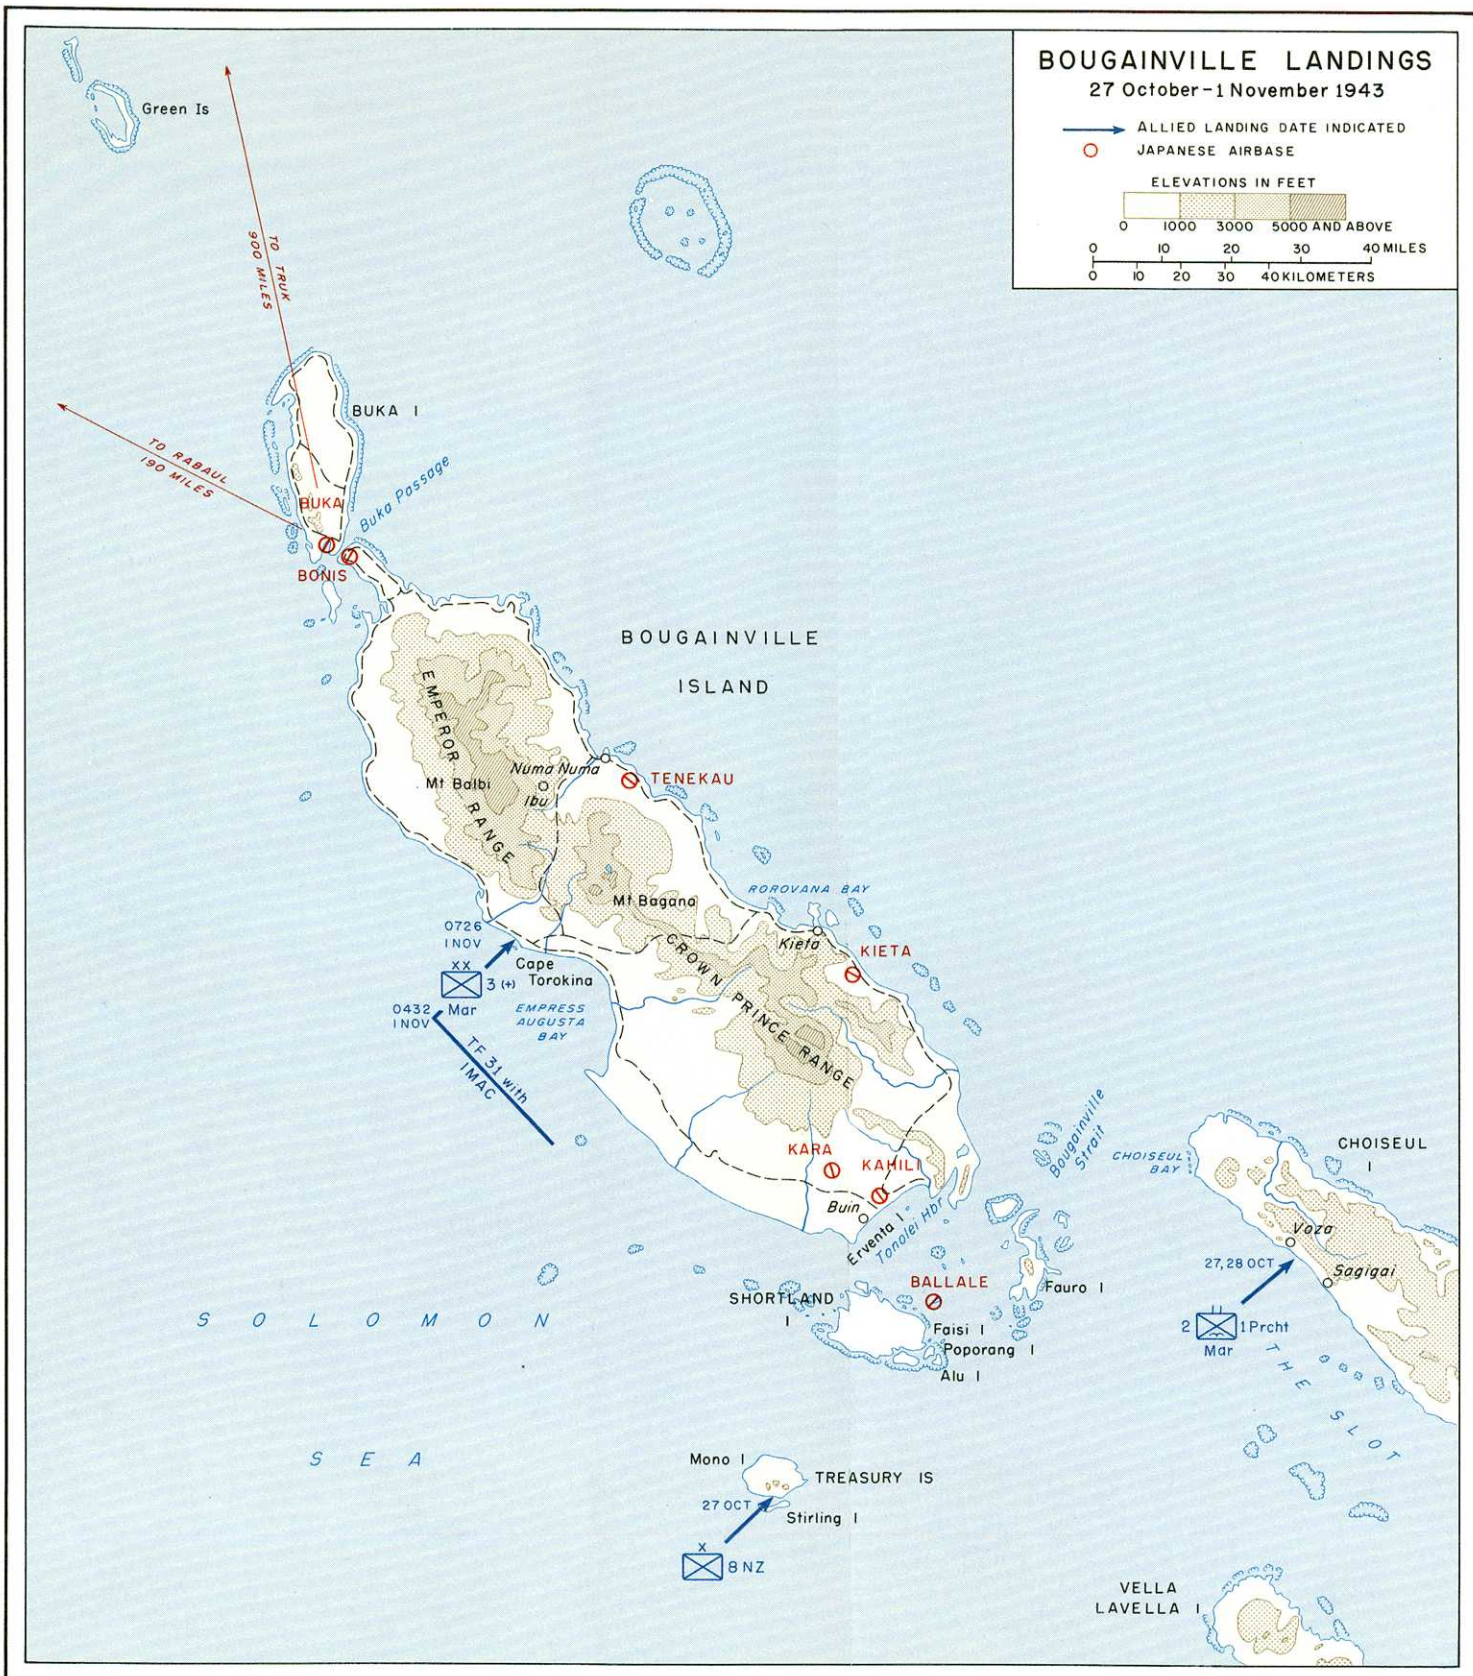 BOUGAINVILLE LANDINGS
27 October-1 November 1943
ALLIED LANDING DATE INDICATED
JAPANESE AIRBASE
ELEVATIONS IN FEET
0 1000 3000 5000 AND ABOVE
0 10 20 30 40 MILES
0 10 20 30 40 KILOMETERS
Green Is
TO TRUK
900 MILES
BUKA I
TO RABAUL
190 MILES
BUKA
Buka Passage
BONIS
BOUGAINVILLE
ISLAND
EMPEROR RANGE
Mt Balbi
Numa Numa
Ibu
TENEKAU
Mt Bagana
ROROVANA BAY
Kieta
KIETA
CROWN PRINCE RANGE
0726
1 NOV
XX
3 (+)
Mar
Cape
Torokina
EMPRESS
AUGUSTA
BAY
0432
1 NOV
TF 31 with
IMAC
KARA
KAHILI
Buin
Erventa I
Tonolei Hbr
Bougainville
Strait
CHOISEUL
BAY
CHOISEUL
I
Voza
27,28 OCT
Sagigai
2
1 Prcht
Mar
THE SLOT
BALLALE
Fauro I
SHORTLAND
I
Faisi I
Poporang I
Alu I
SOLOMON
SEA
Mono I
TREASURY IS
27 OCT
Stirling I
X
8 NZ
VELLA
LAVELLA I